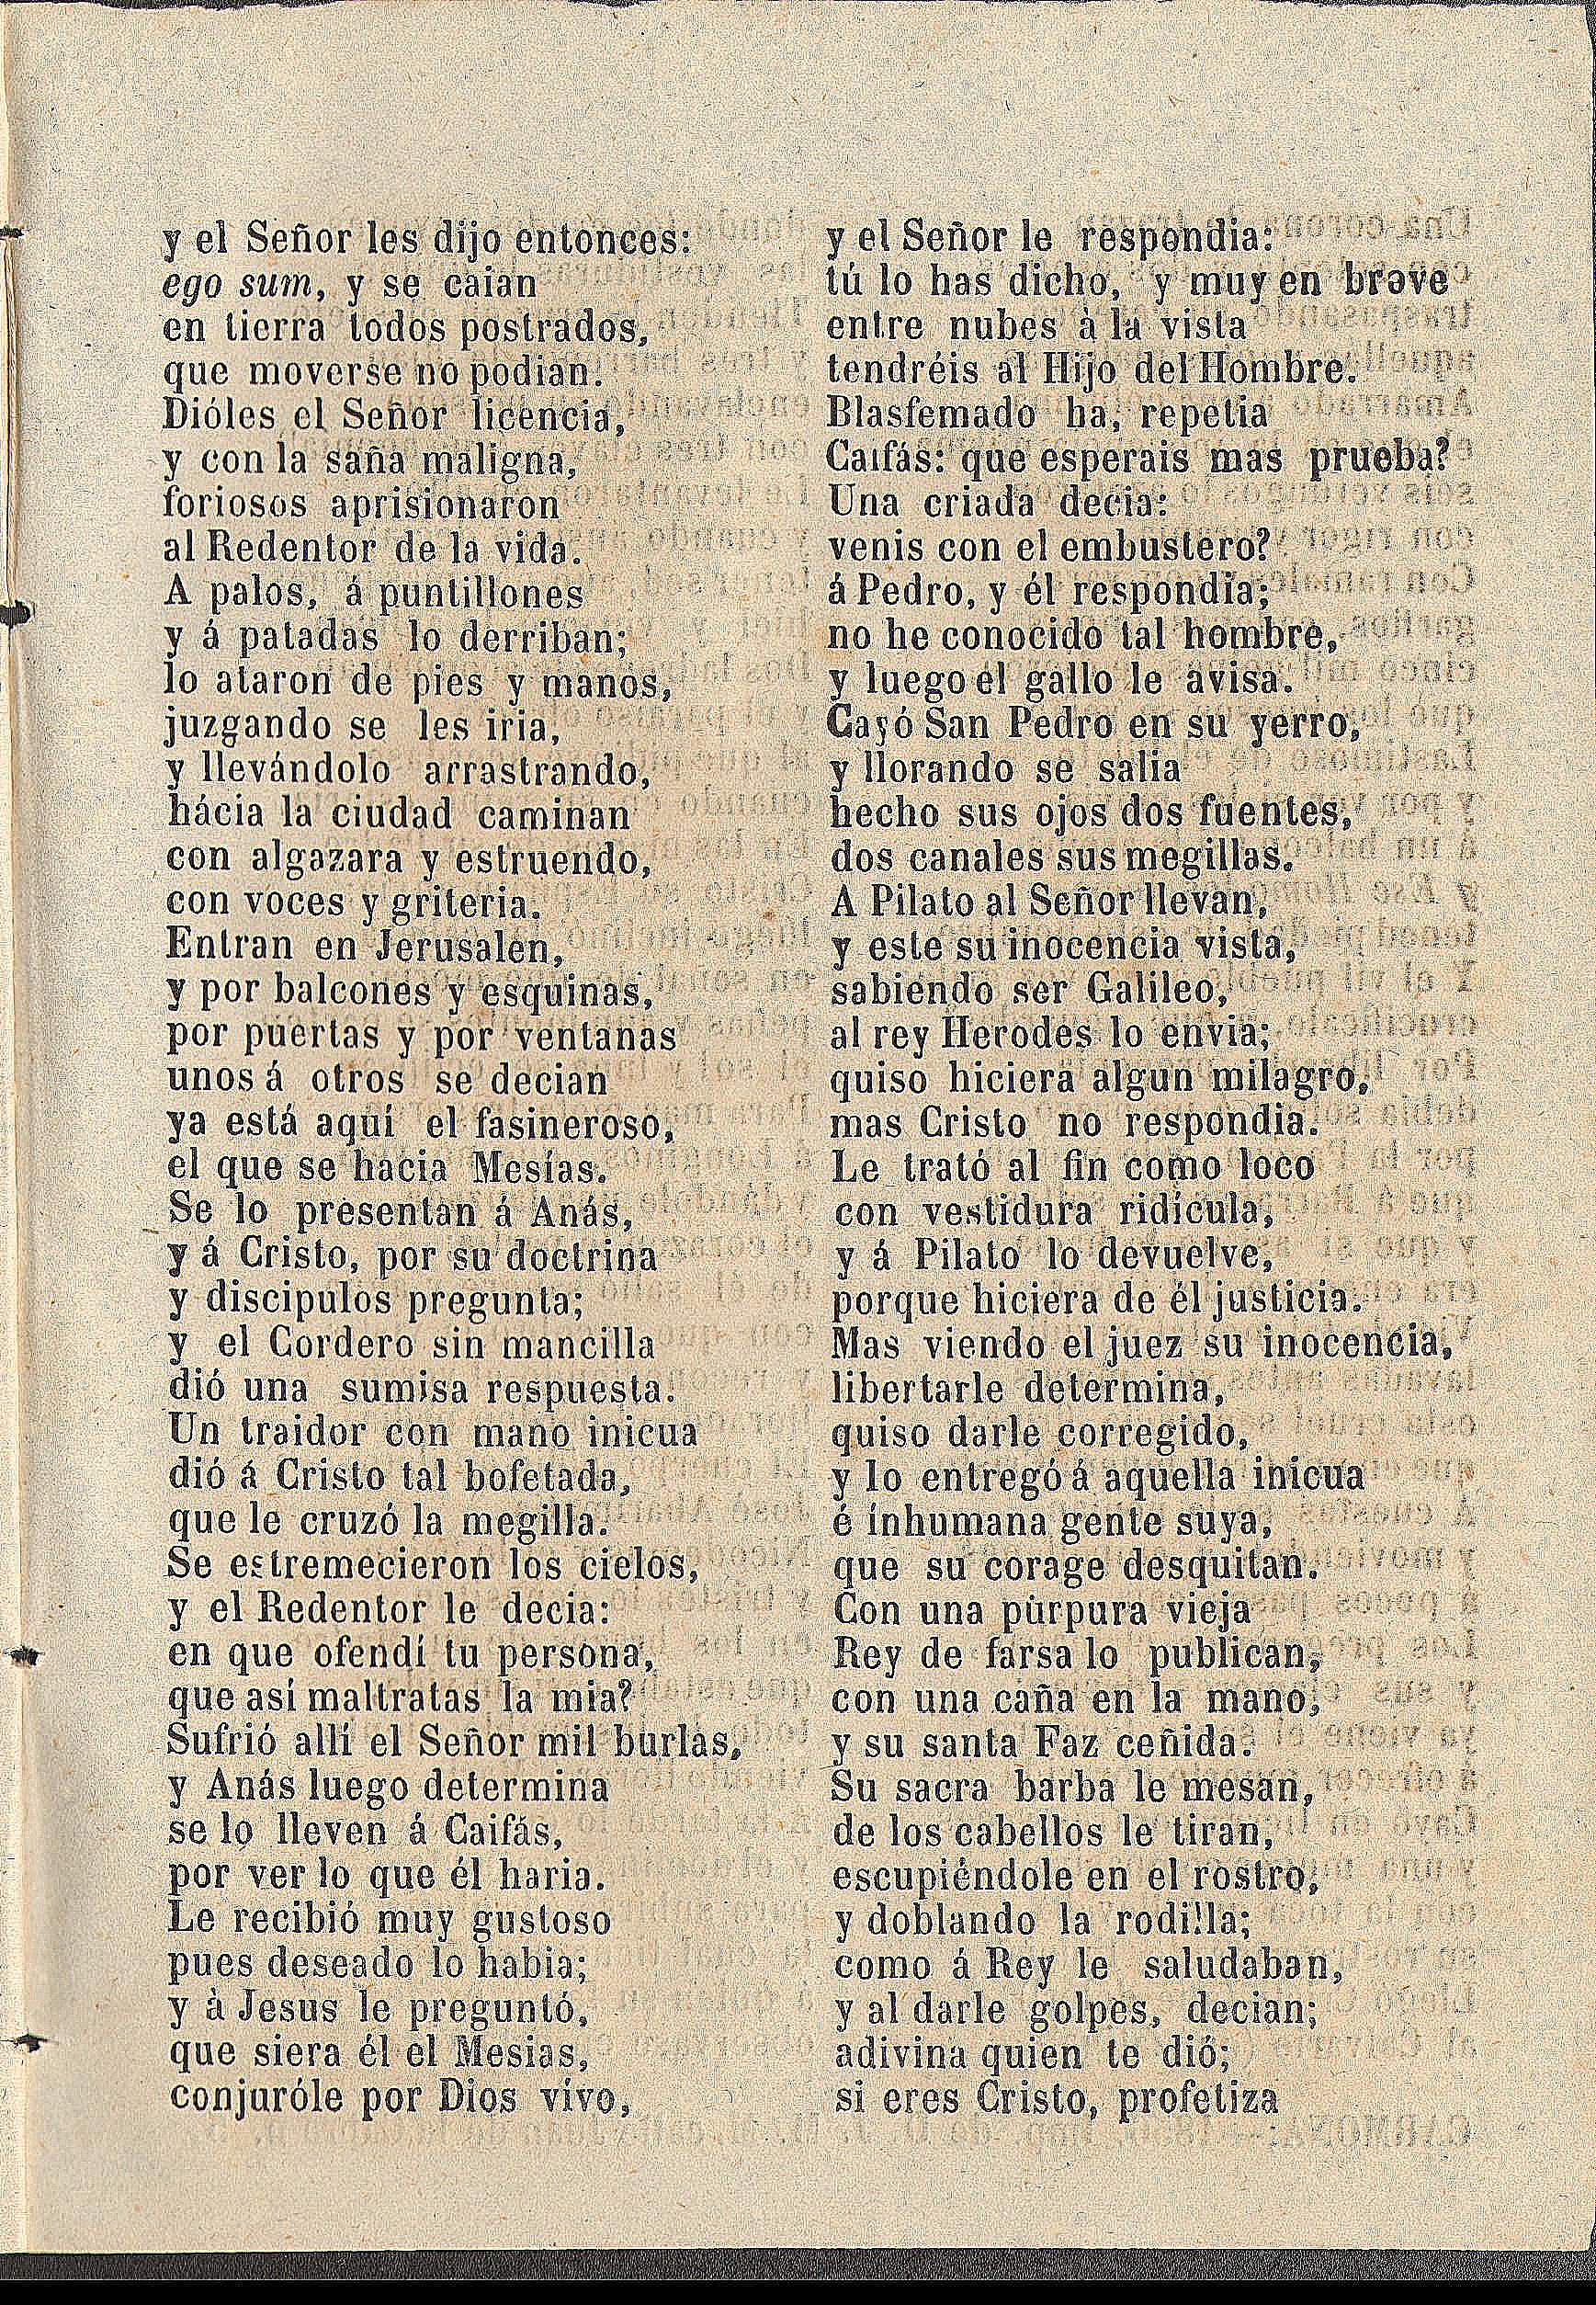 y el Señor les dijo entonces:
ego sum, y se caian
en tierra todos postrados,
que moverse no podian.
Dióles el Señor licencia,
y con la saña maligna,
foriosos aprisionaron
al Redentor de la vida.
A palos, á puntillones
y á patadas lo derriban;
lo ataron de pies y manos,
juzgando se les iria,
y llevándolo arrastrando,
hácia la ciudad caminan
con algazara y estruendo,
con voces y griteria.
Entran en Jerusalen,
y por balcones y esquinas,
por puertas y por ventanas
unos á otros se decian
ya está aquí el fasineroso,
el que se hacia Mesías.
Se lo presentan á Anás,
y á Cristo, por su doctrina
y discipulos pregunta;
y el Cordero sin mancilla
dió una sumisa respuesta.
Un traidor con mano inicua
dió á Cristo tal bofetada,
que le cruzó la megilla.
Se estremecieron los cielos,
y el Redentor le decia:
en que ofendí tu persona,
que así maltratas la mia?
Sufrió allí el Señor mil burlas,
y Anás luego determina
se lo lleven á Caifás,
por ver lo que él haria.
Le recibió muy gustoso
pues deseado lo habia;
y à Jesus le preguntó,
que siera él el Mesias,
conjuróle por Dios vivo,
y el Señor le respondia:
tú lo has dicho, y muy en breve
entre nubes à la vista
tendréis al Hijo del Hombre.
Blasfemado ha, repetia
Caifás: que esperais mas prueba?
Una criada decia:
venis con el embustero?
á Pedro, y él respondia;
no he conocido tal hombre,
y luego el gallo le avisa.
Cayó San Pedro en su yerro,
y llorando se salia
hecho sus ojos dos fuentes,
dos canales sus megillas.
A Pilato al Señor llevan,
y este su inocencia vista,
sabiendo ser Galileo,
al rey Herodes lo envia;
quiso hiciera algun milagro,
mas Cristo no respondia.
Le trató al fin como loco
con vestidura ridícula,
y á Pilato lo devuelve,
porque hiciera de él justicia.
Mas viendo el juez su inocencia,
libertarle determina,
quiso darle corregido,
y lo entregó á aquella inicua
é inhumana gente suya,
que su corage desquitan.
Con una púrpura vieja
Rey de farsa lo publican,
con una caña en la mano,
y su santa Faz ceñida.
Su sacra barba le mesan,
de los cabellos le tiran,
escupiéndole en el rostro,
y doblando la rodilla;
como á Rey le saludaban,
y al darle golpes, decian;
adivina quien te dió;
si eres Cristo, profetiza